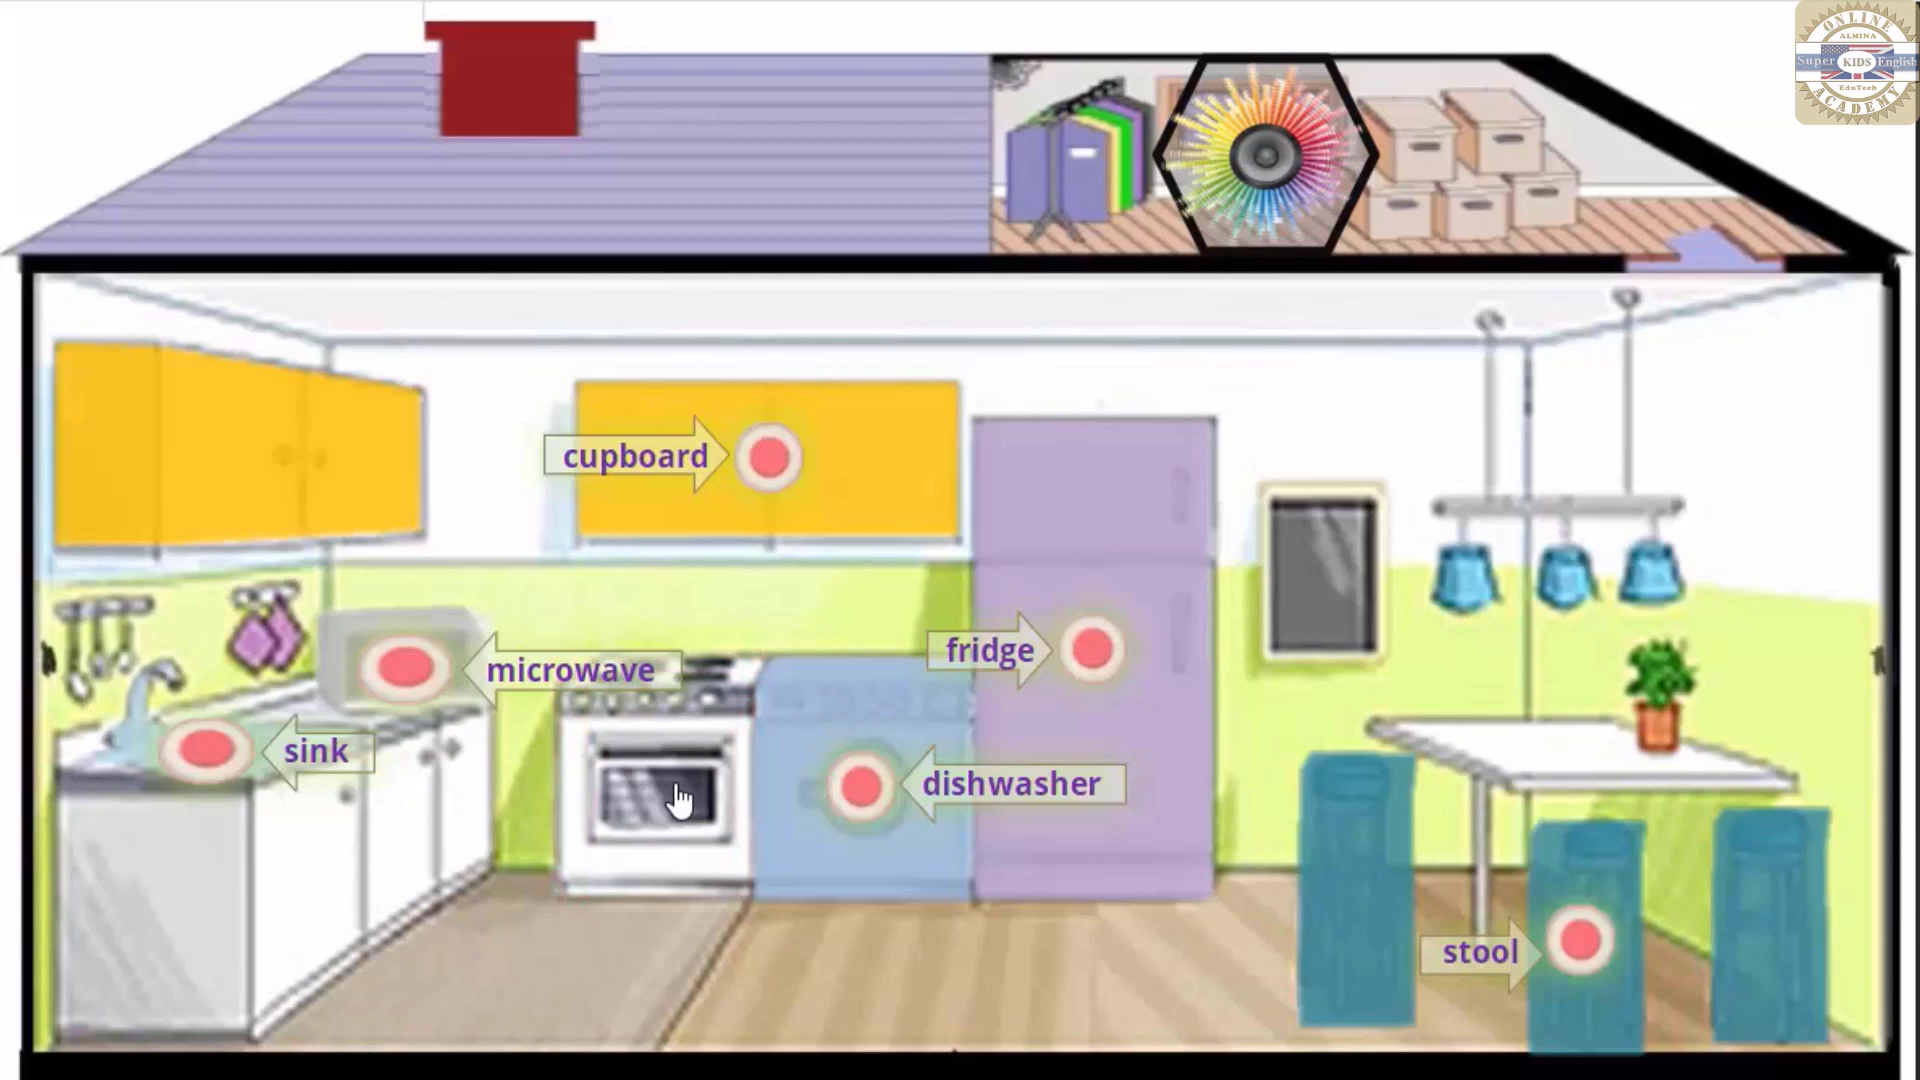 ONLINE
ALMINA
Super KIDS English
EduTech
ACADEMY
cupboard
fridge
microwave
sink
dishwasher
stool